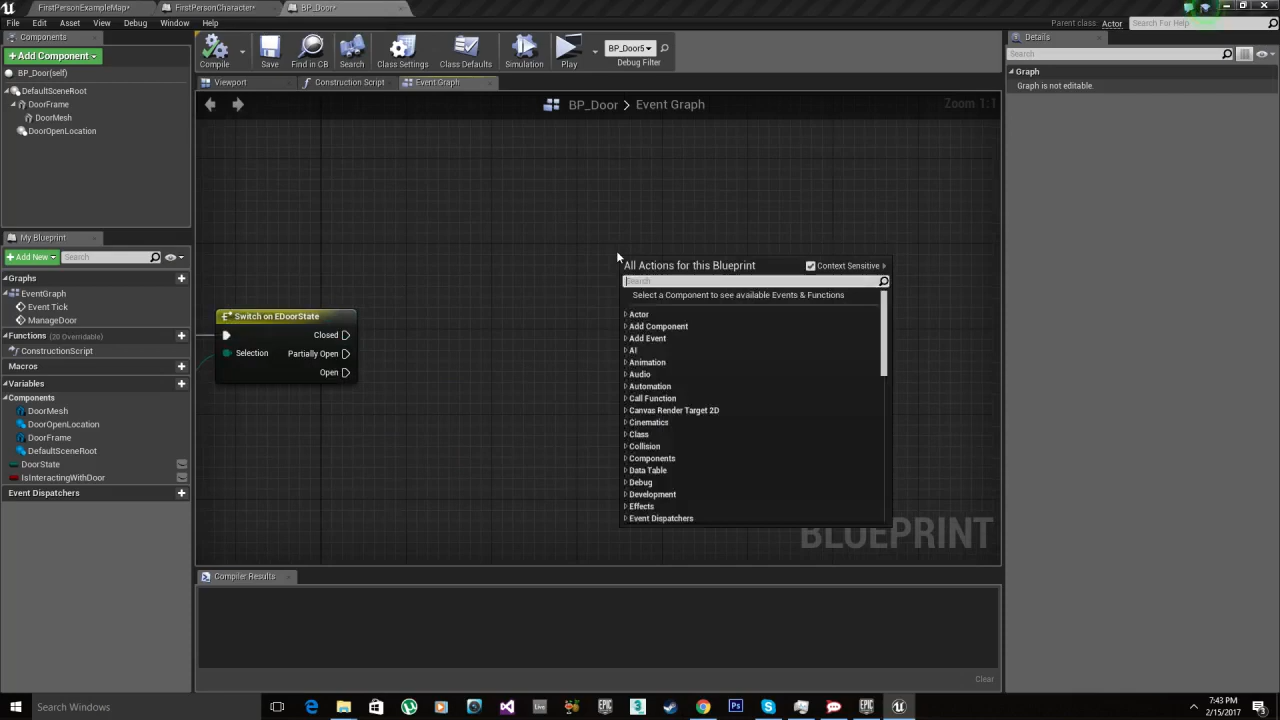 FirstPersonExampleMap*
FirstPersonCharacter*
BP_Door*
File Edit Asset View Debug Window Help
Parent class: Actor
Search For Help
Components
Add Component
BP_Door(self)
DefaultSceneRoot
DoorFrame
DoorMesh
DoorOpenLocation
Compile
Save
Find in CB
Search
Class Settings
Class Defaults
Simulation
Play
BP_Door5
Debug Filter
Viewport
Construction Script
Event Graph
BP_Door > Event Graph
Zoom 1:1
Switch on EDoorState
Closed
Selection
Partially Open
Open
All Actions for this Blueprint
Context Sensitive
Search
Select a Component to see available Events & Functions
Actor
Add Component
Add Event
AI
Animation
Audio
Automation
Call Function
Canvas Render Target 2D
Cinematics
Class
Collision
Components
Data Table
Debug
Development
Effects
Event Dispatchers
BLUEPRINT
My Blueprint
Add New
Search
Graphs
EventGraph
Event Tick
ManageDoor
Functions (20 Overridable)
ConstructionScript
Macros
Variables
Components
DoorMesh
DoorOpenLocation
DoorFrame
DefaultSceneRoot
DoorState
IsInteractingWithDoor
Event Dispatchers
Compiler Results
Clear
Details
Search
Graph
Graph is not editable.
Search Windows
Live
EPIC
3
Ps
EPIC
7:43 PM
2/15/2017